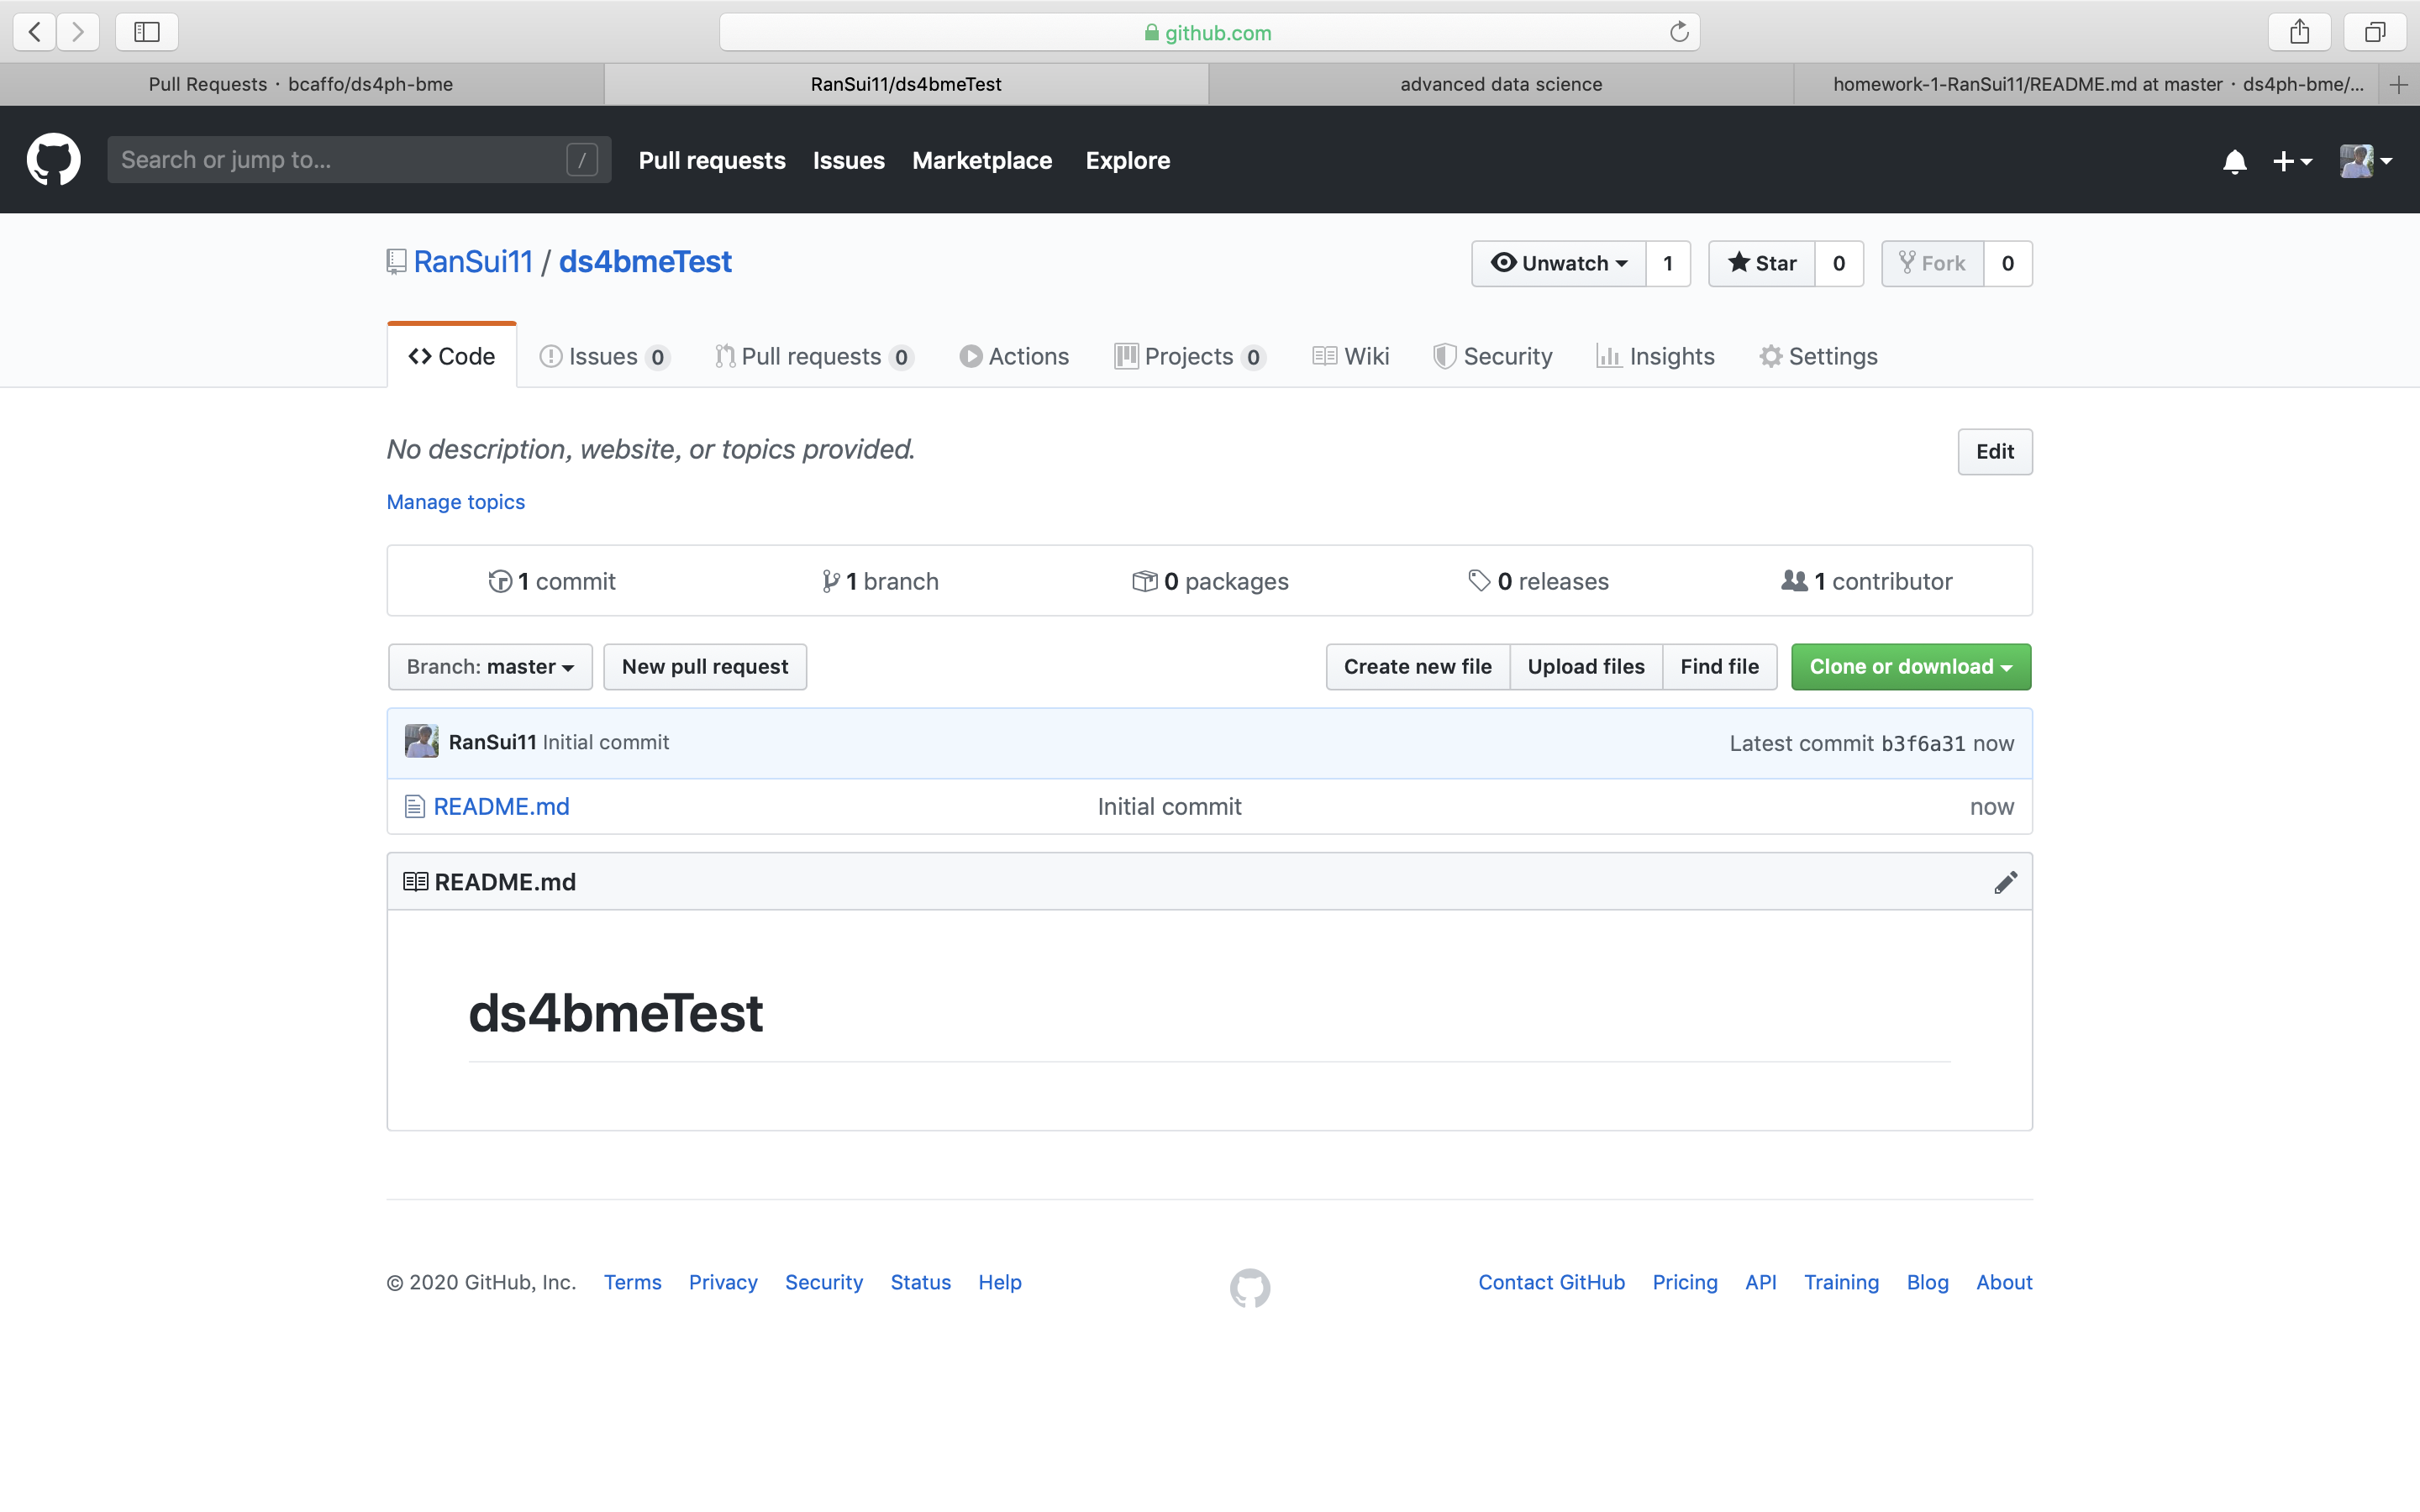 github.com
Pull Requests · bcaffo/ds4ph-bme
RanSui11/ds4bmeTest
advanced data science
homework-1-RanSui11/README.md at master · ds4ph-bme/...
Search or jump to... /
Pull requests Issues Marketplace Explore
RanSui11 / ds4bmeTest
Unwatch 1 Star 0 Fork 0
Code Issues 0 Pull requests 0 Actions Projects 0 Wiki Security Insights Settings
No description, website, or topics provided.
Edit
Manage topics
1 commit 1 branch 0 packages 0 releases 1 contributor
Branch: master New pull request Create new file Upload files Find file Clone or download
RanSui11 Initial commit Latest commit b3f6a31 now
README.md Initial commit now
README.md
ds4bmeTest
© 2020 GitHub, Inc. Terms Privacy Security Status Help Contact GitHub Pricing API Training Blog About